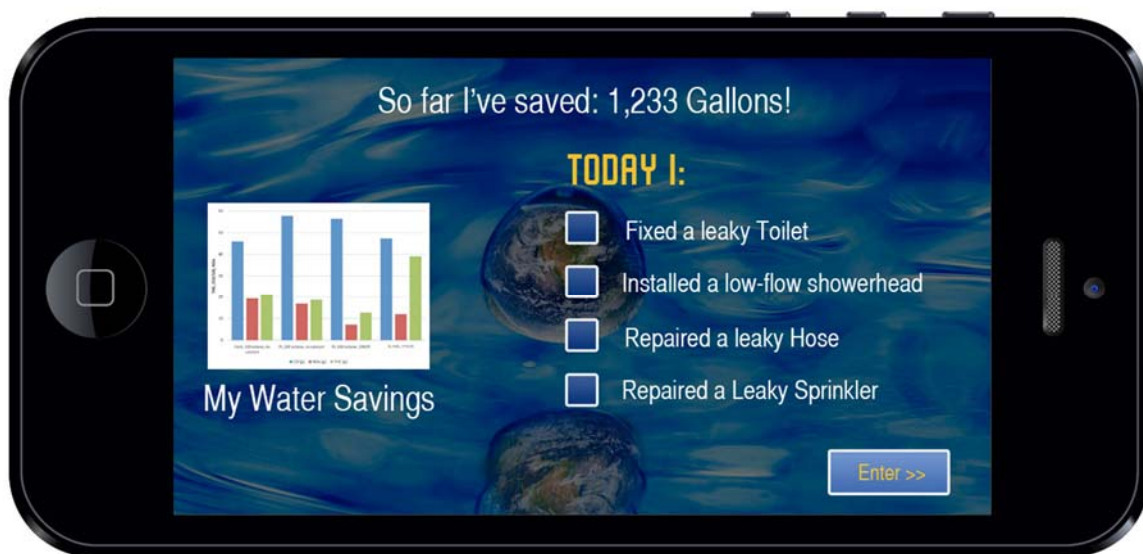 So far I've saved: 1,233 Gallons!
TODAY I:
Fixed a leaky Toilet
Installed a low-flow showerhead
Repaired a leaky Hose
Repaired a Leaky Sprinkler
My Water Savings
Enter >>